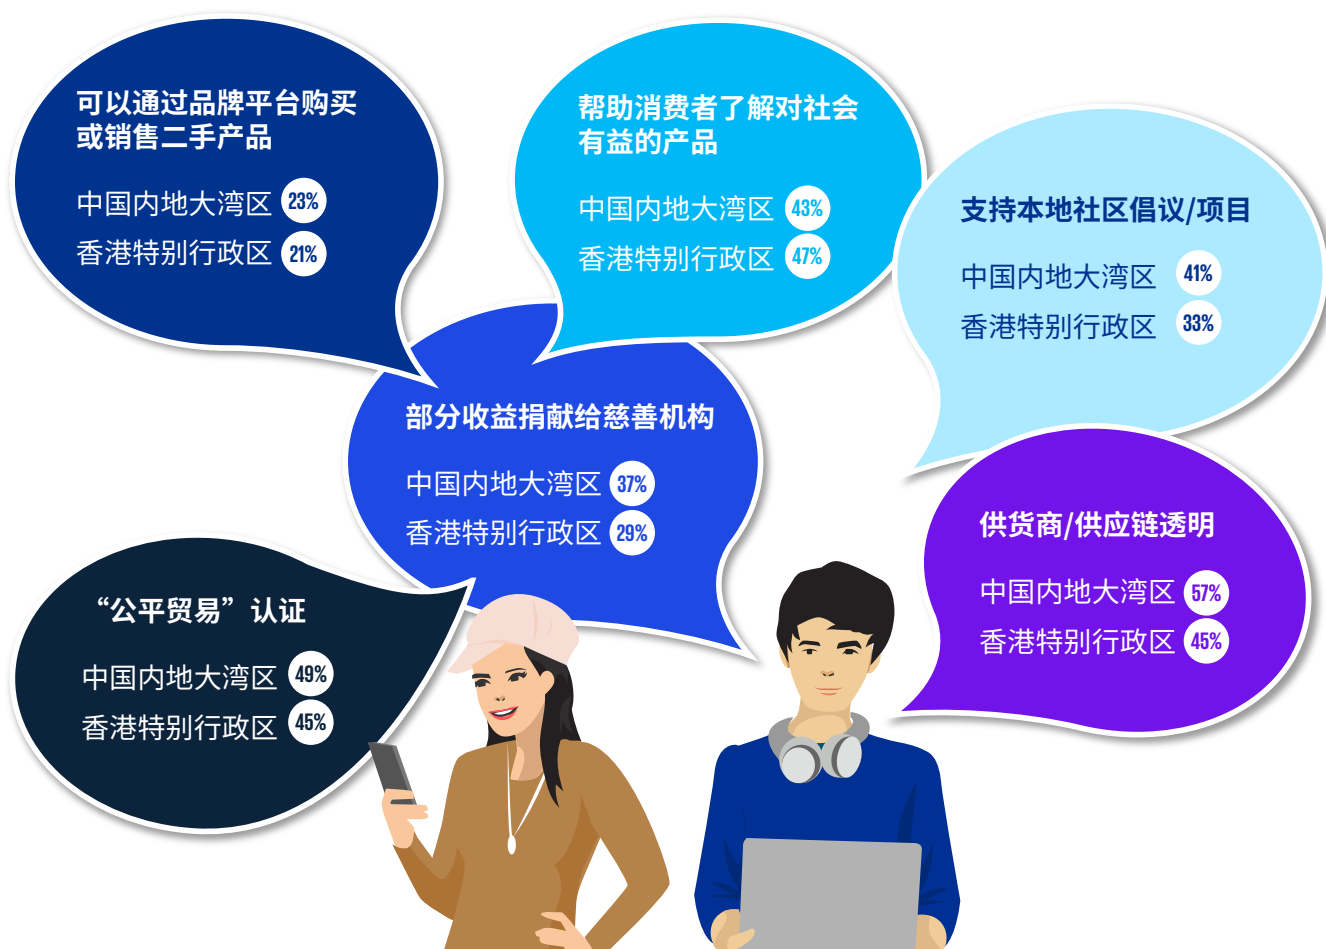 可以通过品牌平台购买
或销售二手产品
中国内地大湾区 23%
香港特别行政区 21%
帮助消费者了解对社会
有益的产品
中国内地大湾区 43%
香港特别行政区 47%
支持本地社区倡议/项目
中国内地大湾区 41%
香港特别行政区 33%
部分收益捐献给慈善机构
中国内地大湾区 37%
香港特别行政区 29%
供货商/供应链透明
中国内地大湾区 57%
香港特别行政区 45%
“公平贸易”认证
中国内地大湾区 49%
香港特别行政区 45%